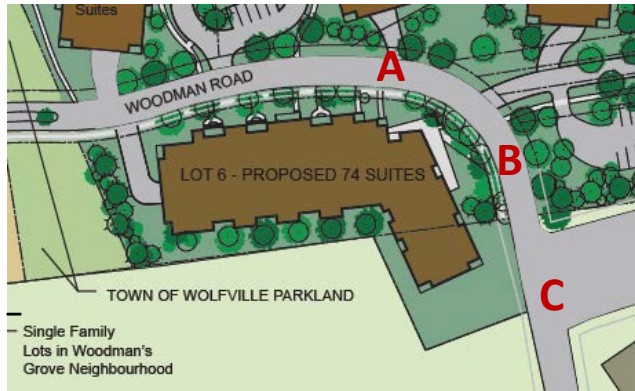 Suites
A
WOODMAN ROAD
B
LOT 6 - PROPOSED 74 SUITES
C
TOWN OF WOLFVILLE PARKLAND
Single Family
Lots in Woodman's
Grove Neighbourhood